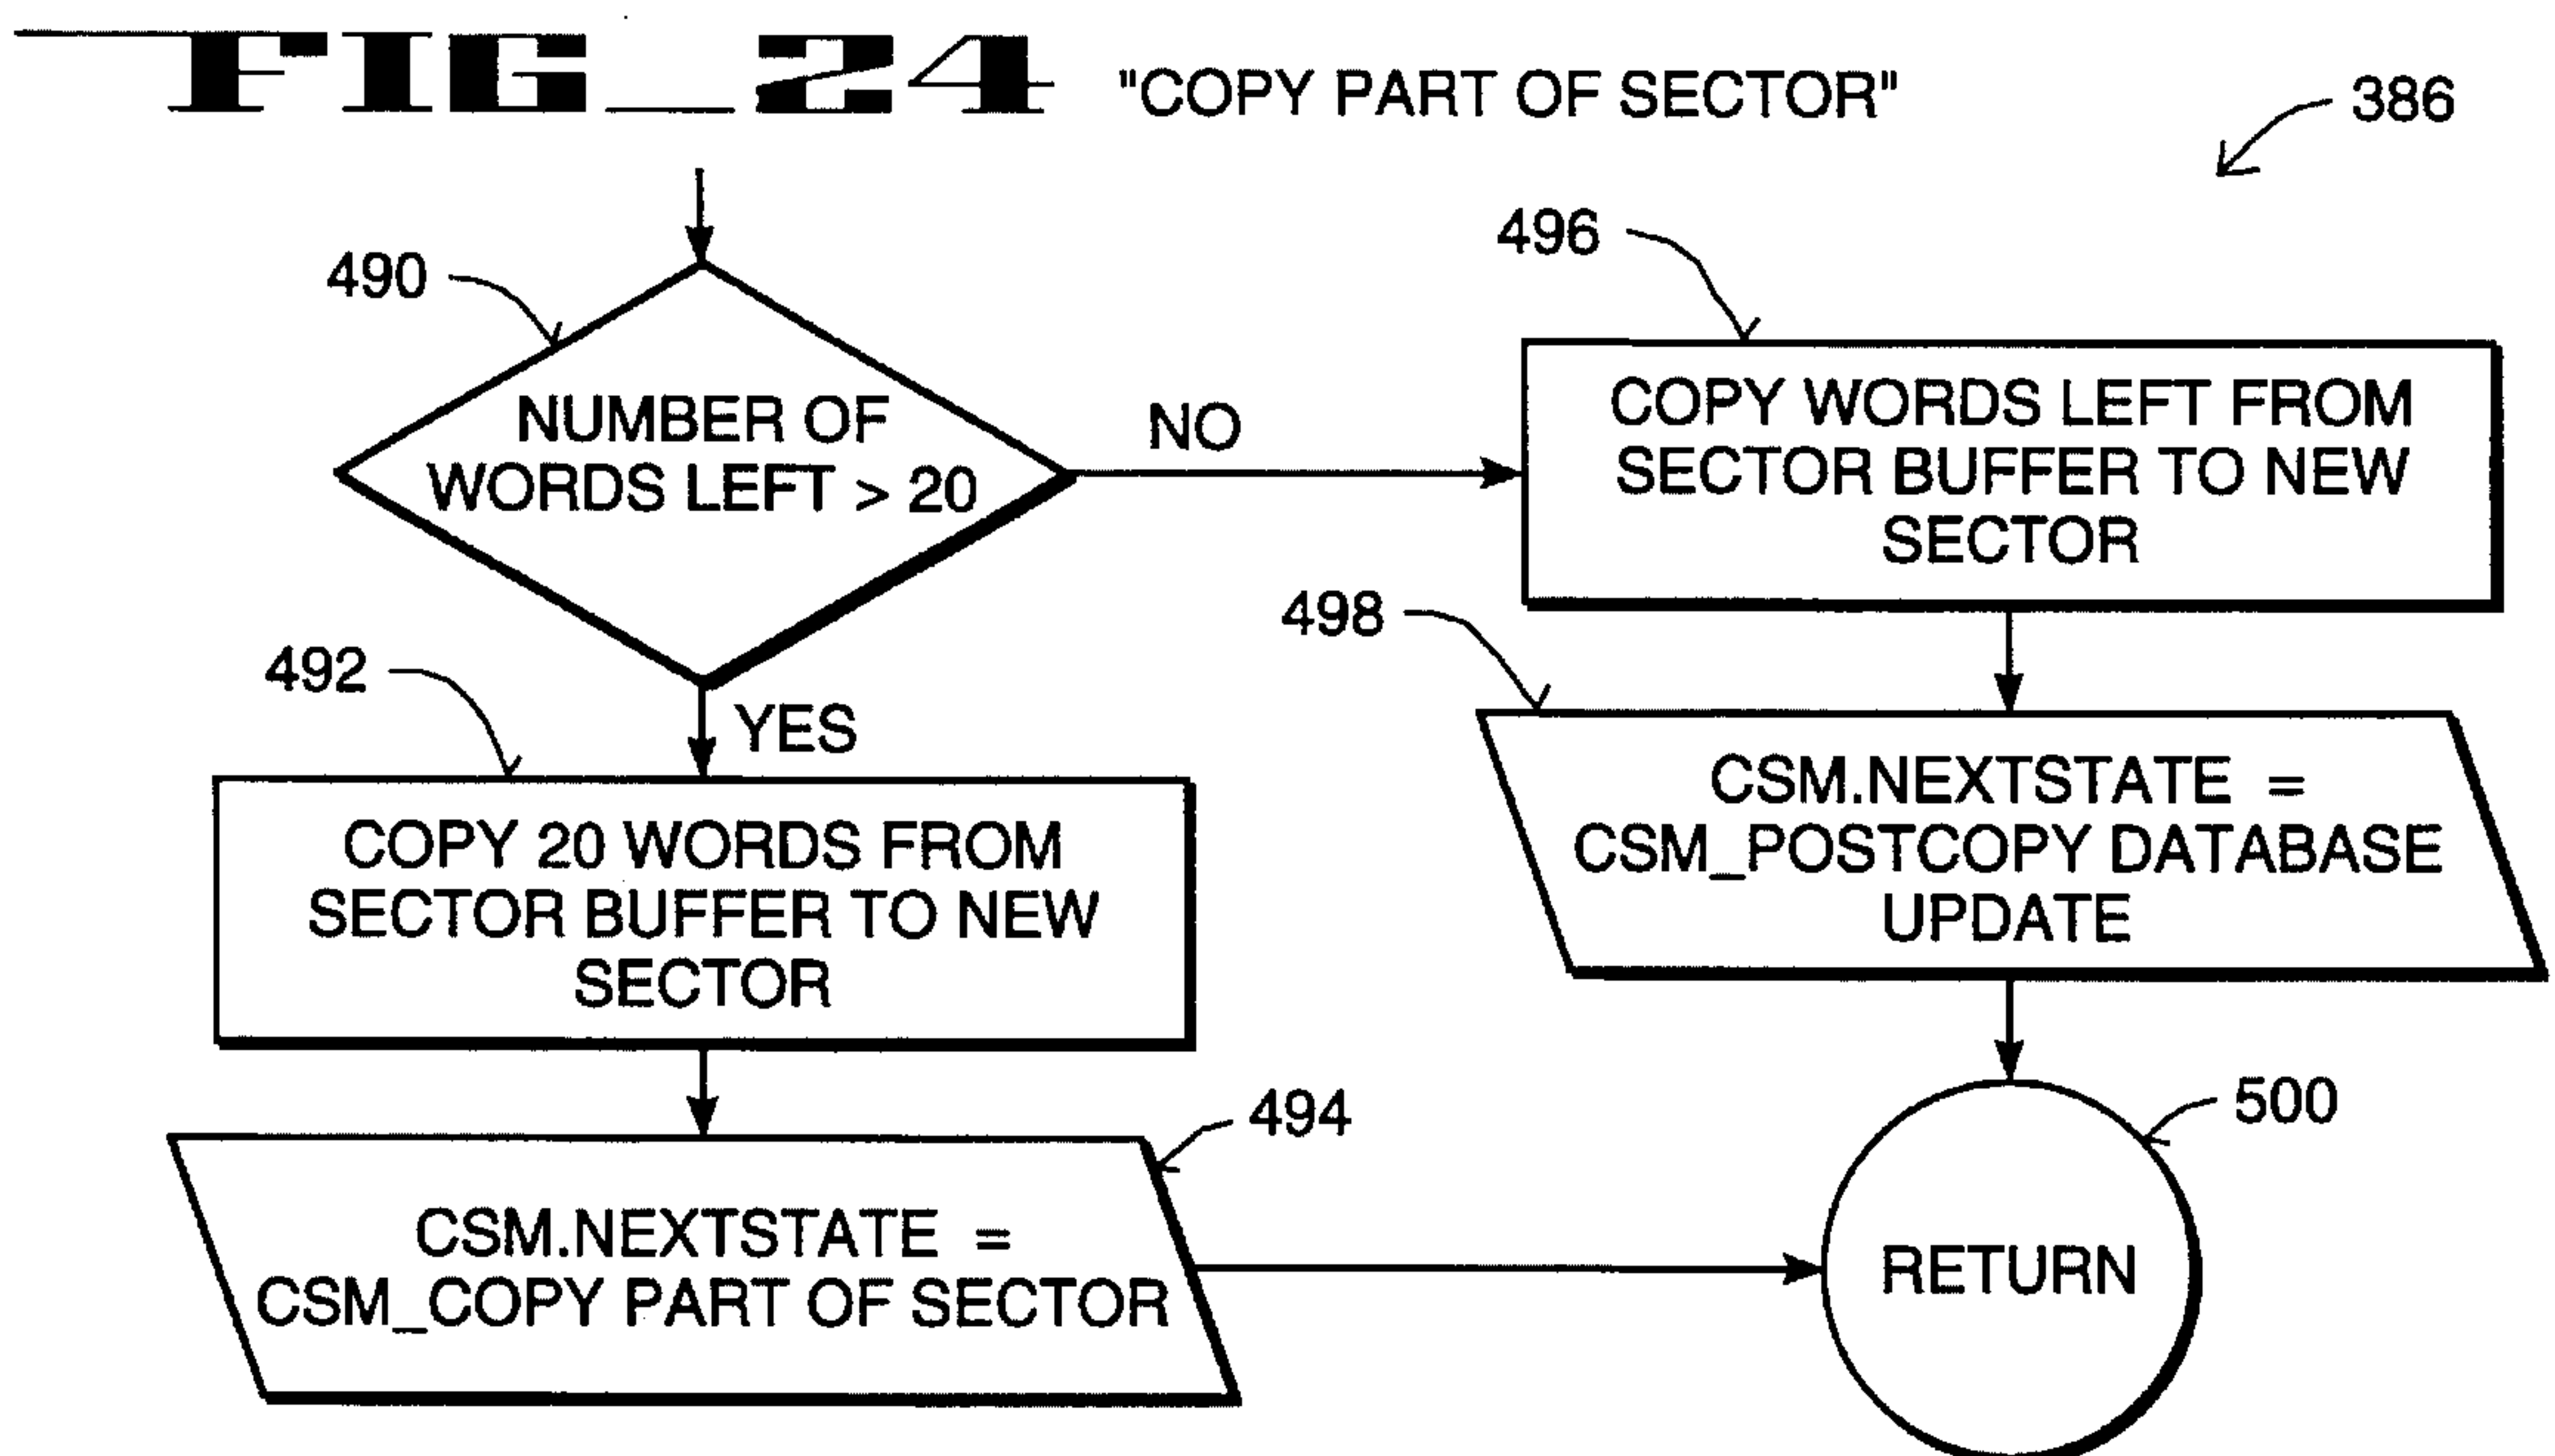 FIG_24 "COPY PART OF SECTOR"
386
490
NUMBER OF
WORDS LEFT > 20
NO
496
COPY WORDS LEFT FROM
SECTOR BUFFER TO NEW
SECTOR
492
YES
COPY 20 WORDS FROM
SECTOR BUFFER TO NEW
SECTOR
498
CSM.NEXTSTATE =
CSM_POSTCOPY DATABASE
UPDATE
494
CSM.NEXTSTATE =
CSM_COPY PART OF SECTOR
500
RETURN